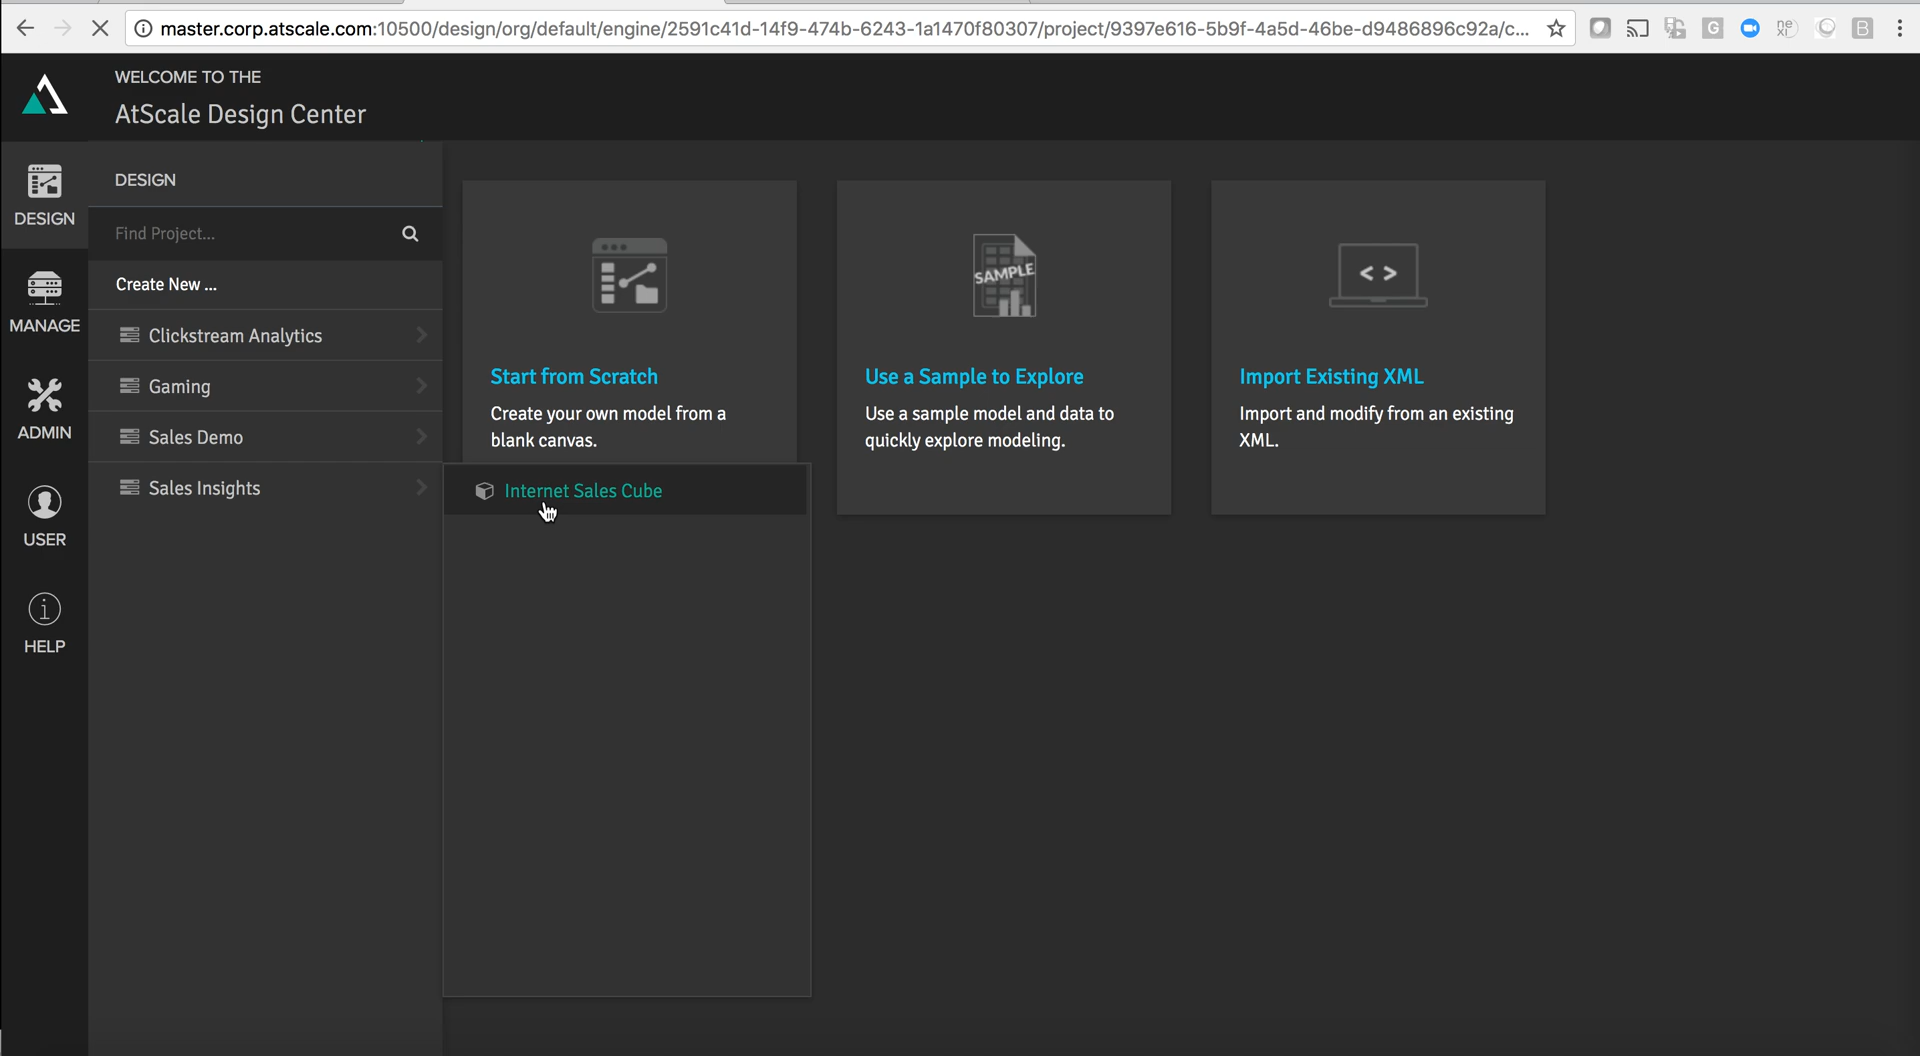 master.corp.atscale.com:10500/design/org/default/engine/2591c41d-14f9-474b-6243-1a1470f80307/project/9397e616-5b9f-4a5d-46be-d9486896c92a/c...
G
ne
xt
B
WELCOME TO THE
AtScale Design Center
DESIGN
DESIGN
Find Project...
Create New ...
MANAGE
Clickstream Analytics
Gaming
ADMIN
Sales Demo
Sales Insights
USER
HELP
SAMPLE
Start from Scratch
Create your own model from a
blank canvas.
Use a Sample to Explore
Use a sample model and data to
quickly explore modeling.
< >
Import Existing XML
Import and modify from an existing
XML.
Internet Sales Cube